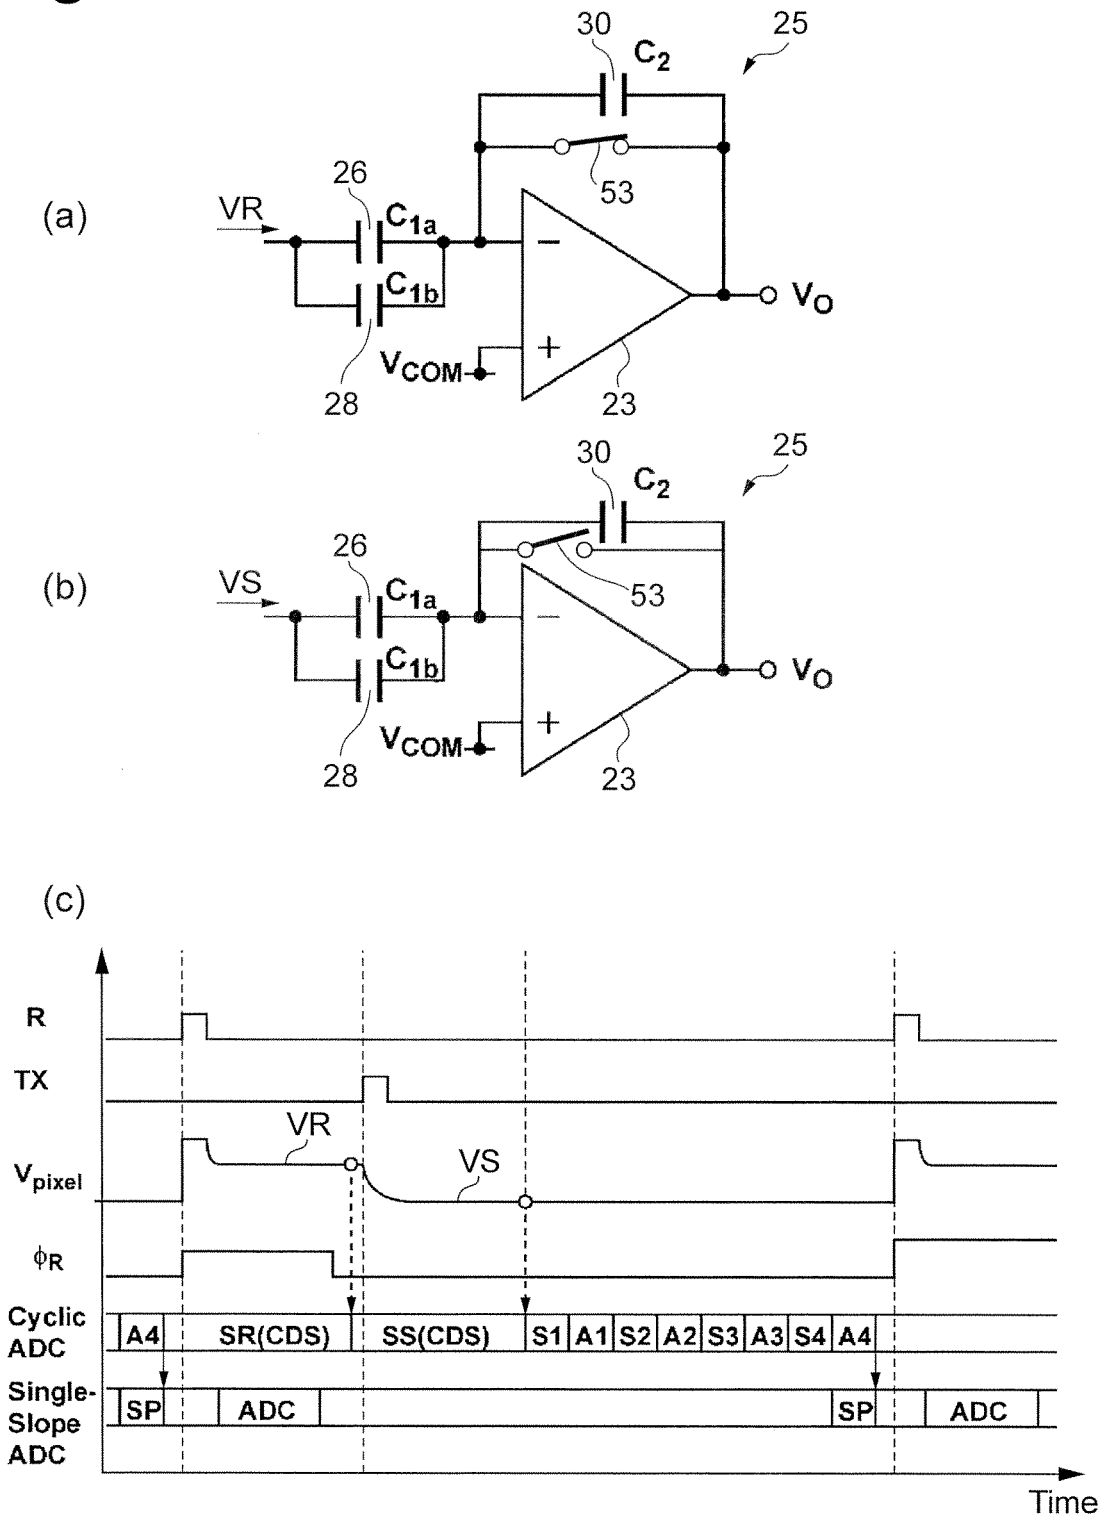 30
C2
25
26
53
(a)
VR
C1a
C1b
VO
VCOM
28
23
30
C2
25
26
53
(b)
VS
C1a
C1b
VO
VCOM
28
23
(c)
R
TX
VR
VS
Vpixel
ϕR
Cyclic ADC
A4 SR(CDS) SS(CDS) S1 A1 S2 A2 S3 A3 S4 A4
Single-Slope ADC
SP ADC SP ADC
Time